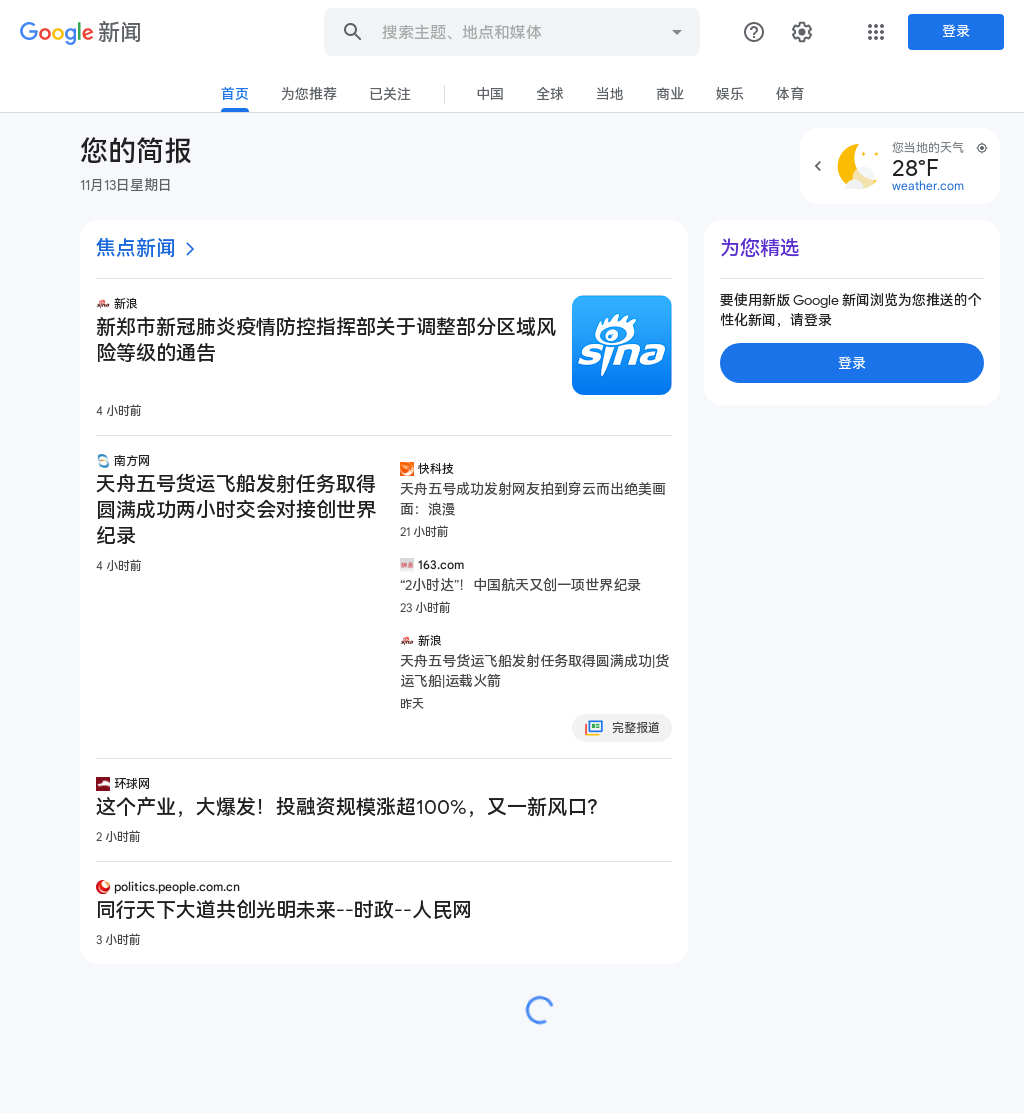 Google 新闻
搜索主题、地点和媒体
登录
首页
为您推荐
已关注
中国
全球
当地
商业
娱乐
体育
您的简报
11月13日星期日
您当地的天气
28°F
weather.com
焦点新闻
新浪
新郑市新冠肺炎疫情防控指挥部关于调整部分区域风
险等级的通告
sina
4 小时前
南方网
天舟五号货运飞船发射任务取得
圆满成功两小时交会对接创世界
纪录
4 小时前
快科技
天舟五号成功发射网友拍到穿云而出绝美画
面：浪漫
21 小时前
163.com
“2小时达”！中国航天又创一项世界纪录
23 小时前
新浪
天舟五号货运飞船发射任务取得圆满成功|货
运飞船|运载火箭
昨天
完整报道
环球网
这个产业，大爆发！投融资规模涨超100%，又一新风口?
2 小时前
politics.people.com.cn
同行天下大道共创光明未来--时政--人民网
3 小时前
为您精选
要使用新版 Google 新闻浏览为您推送的个
性化新闻，请登录
登录